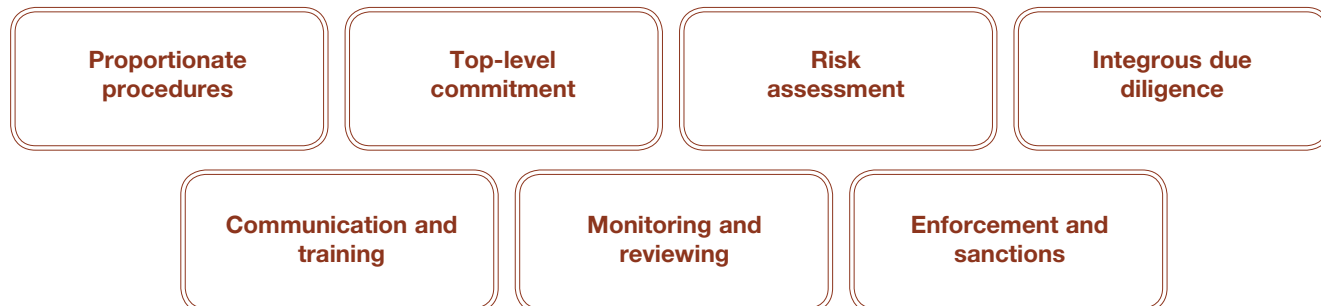 Proportionate
procedures
Top-level
commitment
Risk
assessment
Integrous due
diligence
Communication and
training
Monitoring and
reviewing
Enforcement and
sanctions